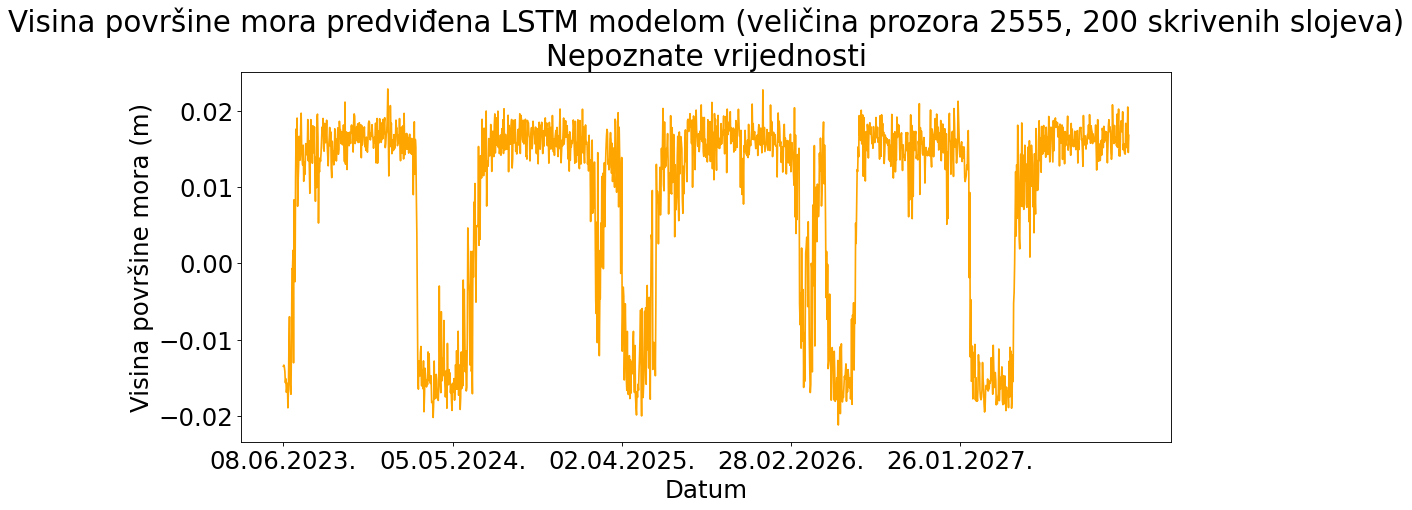 Visina površine mora predviđena LSTM modelom (veličina prozora 2555, 200 skrivenih slojeva)
Nepoznate vrijednosti
Visina površine mora (m)
0.02
0.01
0.00
−0.01
−0.02
08.06.2023. 05.05.2024. 02.04.2025. 28.02.2026. 26.01.2027.
Datum